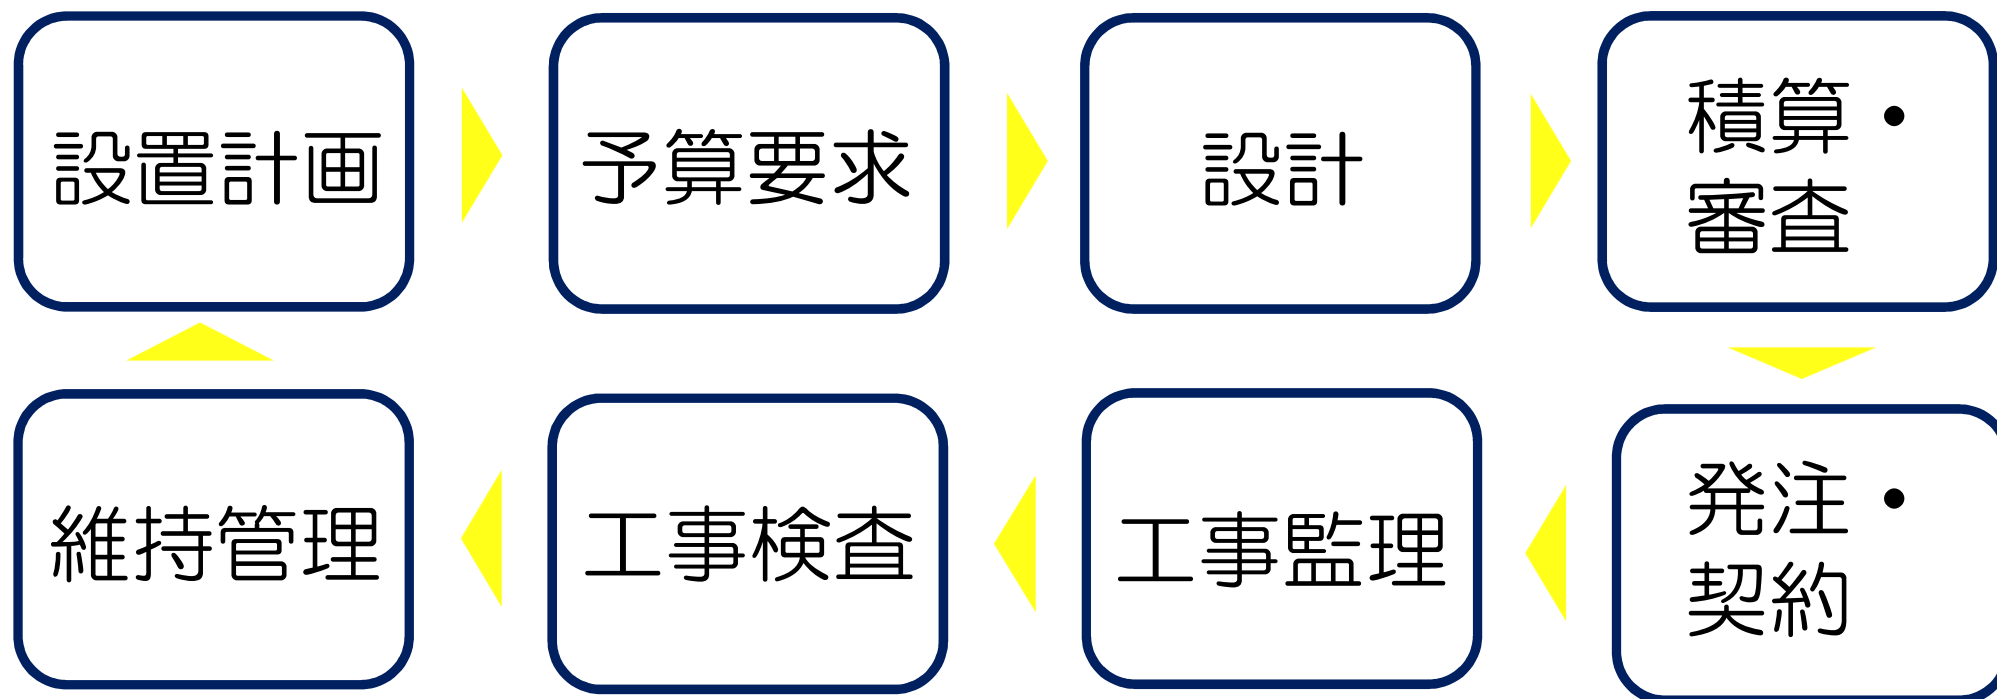 設置計画
予算要求
設計
積算・
審査
発注・
契約
工事監理
工事検査
維持管理